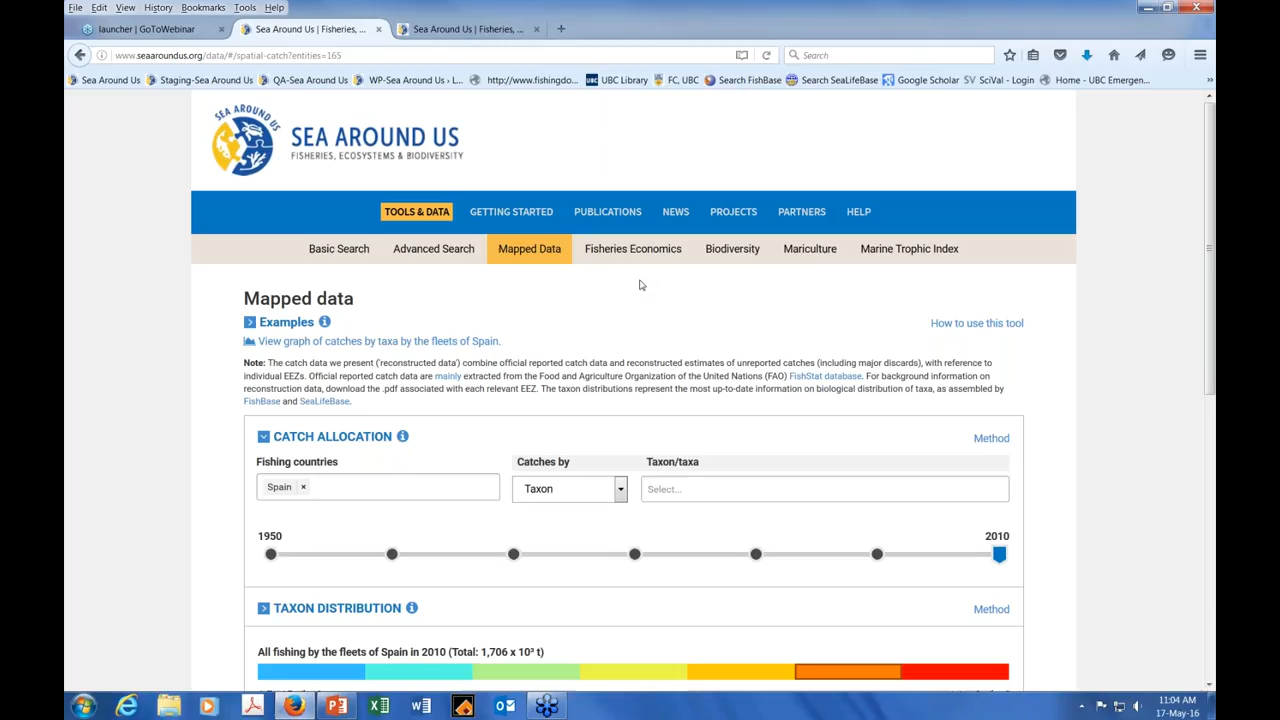 File Edit View History Bookmarks Tools Help
launcher | GoToWebinar × Sea Around Us | Fisheries, ... × Sea Around Us | Fisheries, ... × +
www.seaaroundus.org/data/#/spatial-catch?entities=165 Search
Sea Around Us Staging-Sea Around Us QA-Sea Around Us WP-Sea Around Us › L... http://www.fishingdo... UBC Library FC, UBC Search FishBase Search SeaLifeBase Google Scholar SV SciVal - Login Home - UBC Emergen... »
SEA AROUND US
SEA AROUND US
FISHERIES, ECOSYSTEMS & BIODIVERSITY
TOOLS & DATA GETTING STARTED PUBLICATIONS NEWS PROJECTS PARTNERS HELP
Basic Search Advanced Search Mapped Data Fisheries Economics Biodiversity Mariculture Marine Trophic Index
Mapped data
Examples
How to use this tool
View graph of catches by taxa by the fleets of Spain.
Note: The catch data we present ('reconstructed data') combine official reported catch data and reconstructed estimates of unreported catches (including major discards), with reference to
individual EEZs. Official reported catch data are mainly extracted from the Food and Agriculture Organization of the United Nations (FAO) FishStat database. For background information on
reconstruction data, download the .pdf associated with each relevant EEZ. The taxon distributions represent the most up-to-date information on biological distribution of taxa, as assembled by
FishBase and SeaLifeBase.
CATCH ALLOCATION Method
Fishing countries Catches by Taxon/taxa
Spain × Taxon Select...
1950 2010
TAXON DISTRIBUTION Method
All fishing by the fleets of Spain in 2010 (Total: 1,706 x 10³ t)
11:04 AM
17-May-16